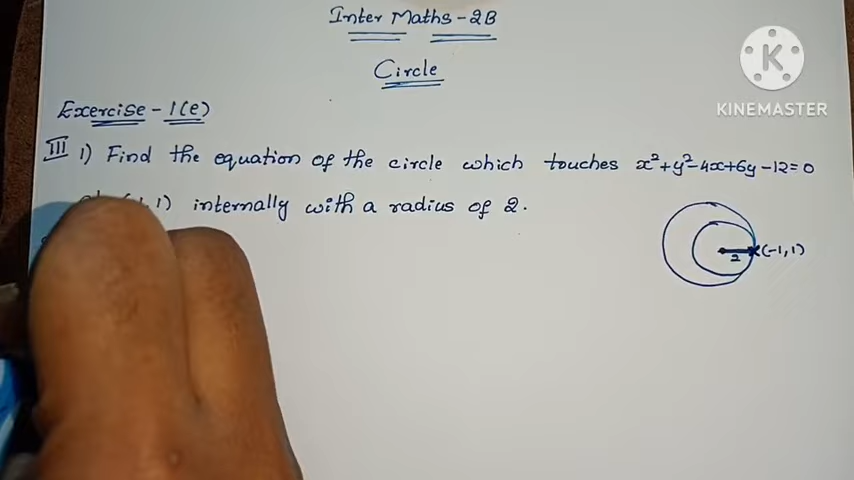 Inter Maths - 2B
Circle
KINEMASTER
Exercise - 1(e)
III 1) Find the equation of the circle which touches x²+y²-4x+6y-12=0
1) internally with a radius of 2.
2 (-1,1)